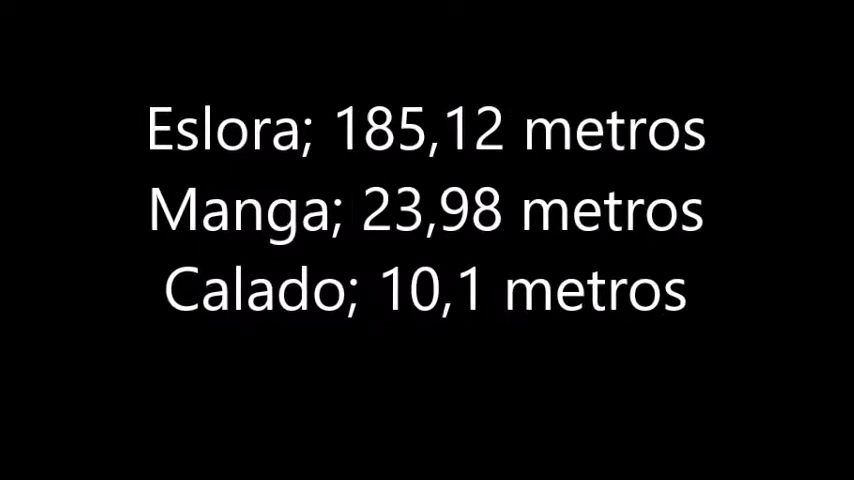 Eslora; 185,12 metros
Manga; 23,98 metros
Calado; 10,1 metros